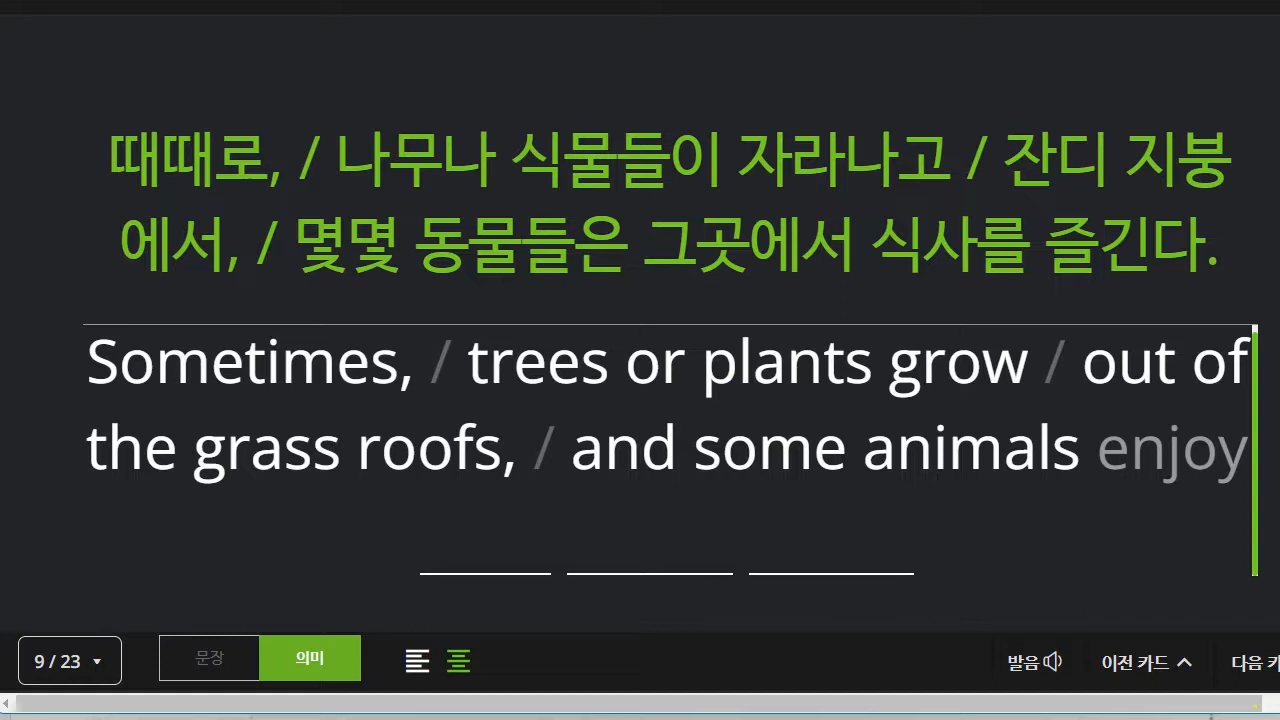 때때로, / 나무나 식물들이 자라나고 / 잔디 지붕
에서, / 몇몇 동물들은 그곳에서 식사를 즐긴다.
Sometimes, / trees or plants grow / out of
the grass roofs, / and some animals enjoy
9 / 23
문장
의미
발음
이전 카드
다음